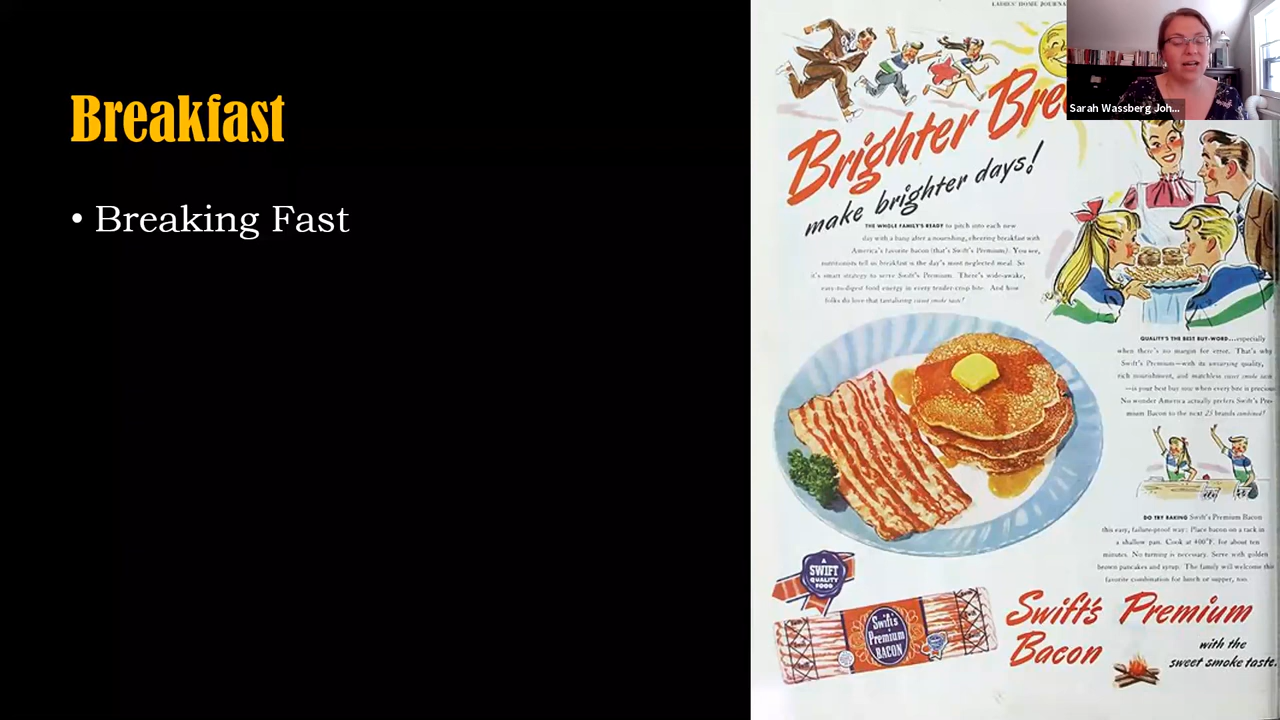 Breakfast
• Breaking Fast
LADIES' HOME
Sarah Wassberg Joh...
Brighter
make brighter days!
THE WHOLE FAMILY'S READY to pitch into each new
day with a bang after a nourishing, cheering breakfast with
America's favorite bacon (that's Swift's Premium). You see,
nutritionists tell us breakfast is the day's most neglected meal. So
it's smart strategy to serve Swift's Premium. There's wide-awake,
easy-to-digest food energy in every tender-crisp bite. And how
folks do love that tantalizing sweet smoke taste!
QUALITY'S THE BEST BUY-WORD...especially
when there's no margin for error. That's why
Swift's Premium—with its unvarying quality,
rich nourishment, and matchless sweet smoke taste
—is your best buy now when every bite is precious
No wonder America actually prefers Swift's Pre-
mium Bacon to the next 23 brands combined!
DO TRY BAKING Swift's Premium Bacon
this easy, failure-proof way: Place bacon on a rack in
a shallow pan. Cook at 400°F. for about ten
minutes. No turning is necessary. Serve with golden
brown pancakes and syrup. The family will welcome this
favorite combination for lunch or supper, too.
A
SWIFT
QUALITY
FOOD
Swift's
Premium
BACON
Swift's Premium
Bacon
with the
sweet smoke taste